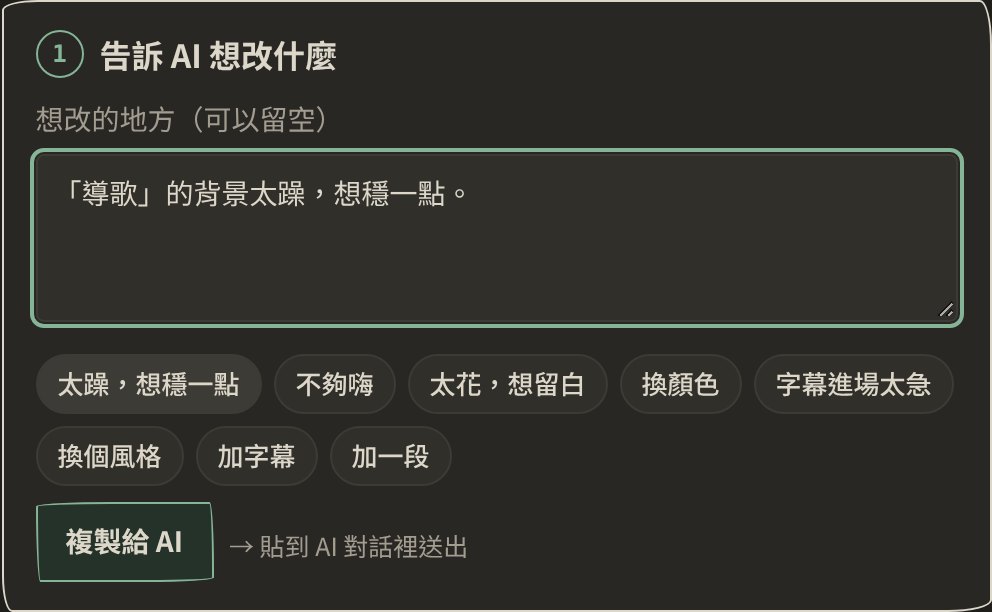 1 告訴 AI 想改什麼
想改的地方（可以留空）
「導歌」的背景太躁，想穩一點。
太躁，想穩一點 不夠嗨 太花，想留白 換顏色 字幕進場太急
換個風格 加字幕 加一段
複製給 AI → 貼到 AI 對話裡送出